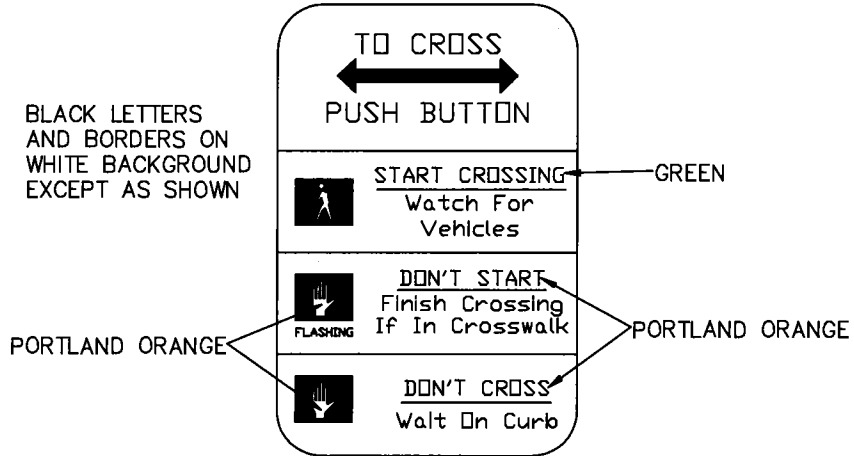 TO CROSS
PUSH BUTTON
BLACK LETTERS
AND BORDERS ON
WHITE BACKGROUND
EXCEPT AS SHOWN
START CROSSING
Watch For
Vehicles
GREEN
DON'T START
Finish Crossing
If In Crosswalk
FLASHING
PORTLAND ORANGE
PORTLAND ORANGE
DON'T CROSS
Wait On Curb